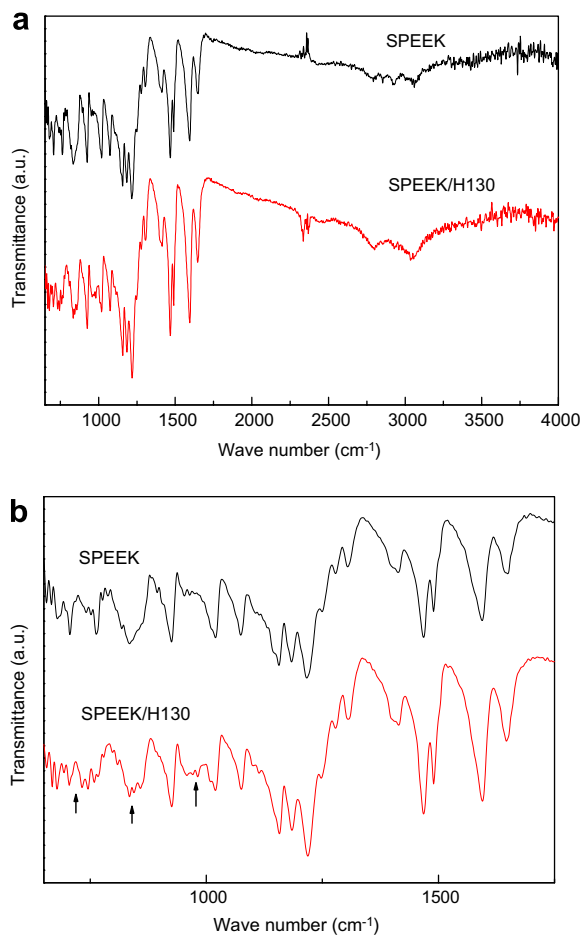 a
SPEEK
SPEEK/H130
Transmittance (a.u.)
1000 1500 2000 2500 3000 3500 4000
Wave number (cm-1)
b
SPEEK
SPEEK/H130
Transmittance (a.u.)
1000 1500
Wave number (cm-1)